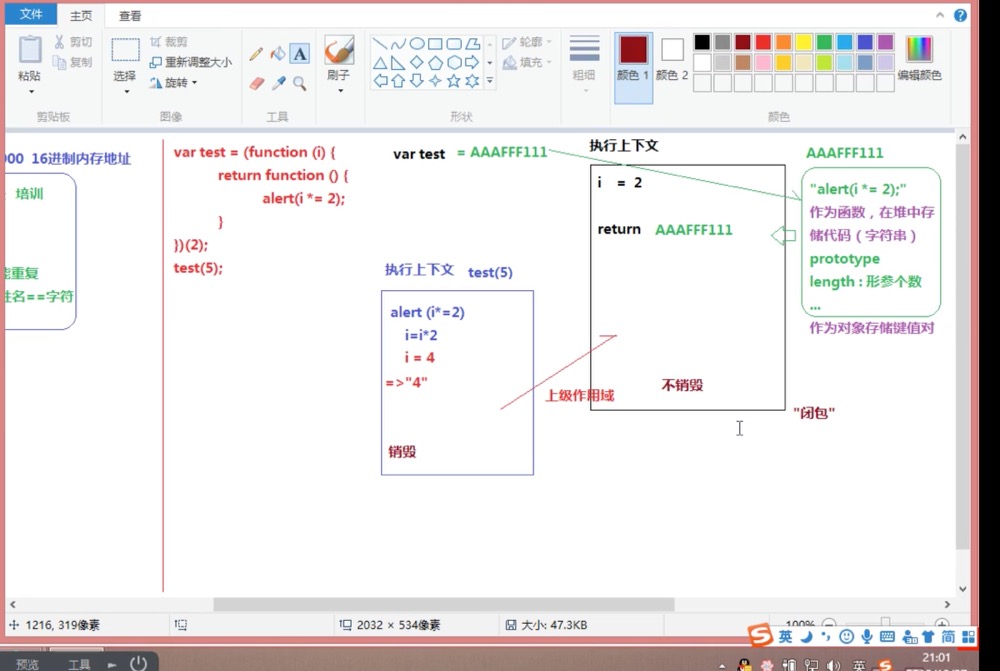 文件 主页 查看
剪切
复制
粘贴
剪贴板
选择
裁剪
重新调整大小
旋转
图像
A
工具
刷子
形状
轮廓
填充
粗细
颜色 1
颜色 2
编辑颜色
颜色
000 16进制内存地址
培训
能重复
姓名==字符
var test = (function (i) {
return function () {
alert(i *= 2);
}
})(2);
test(5);
var test = AAAFFF111
执行上下文
i = 2
return AAAFFF111
不销毁
"闭包"
AAAFFF111
"alert(i *= 2);"
作为函数，在堆中存
储代码（字符串）
prototype
length : 形参个数
...
作为对象存储键值对
执行上下文 test(5)
alert (i*=2)
i=i*2
i = 4
=>"4"
销毁
上级作用域
1216, 319像素
2032 × 534像素
大小: 47.3KB
100%
英
简
预览 工具
英
21:01